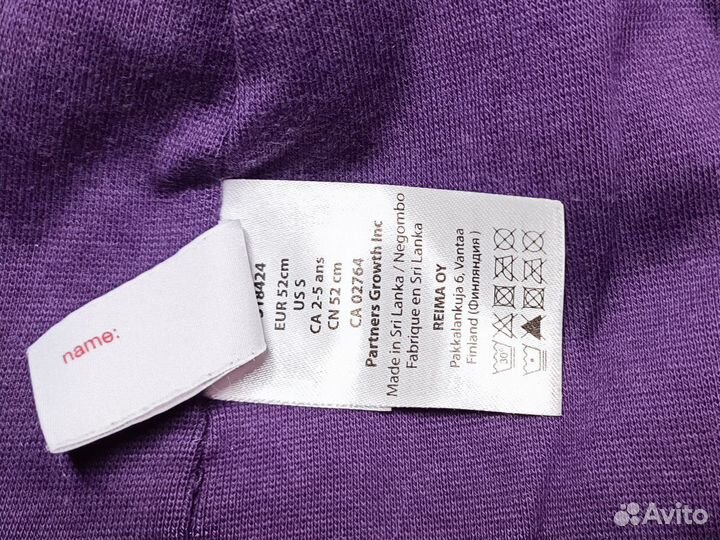 name:
518424
EUR 52cm
US S
CA 2-5 ans
CN 52 cm
CA 02764
Partners Growth Inc
Made in Sri Lanka / Negombo
Fabrique en Sri Lanka
REIMA OY
Pakkalankuja 6, Vantaa
Finland (Финляндия)
30°
Avito